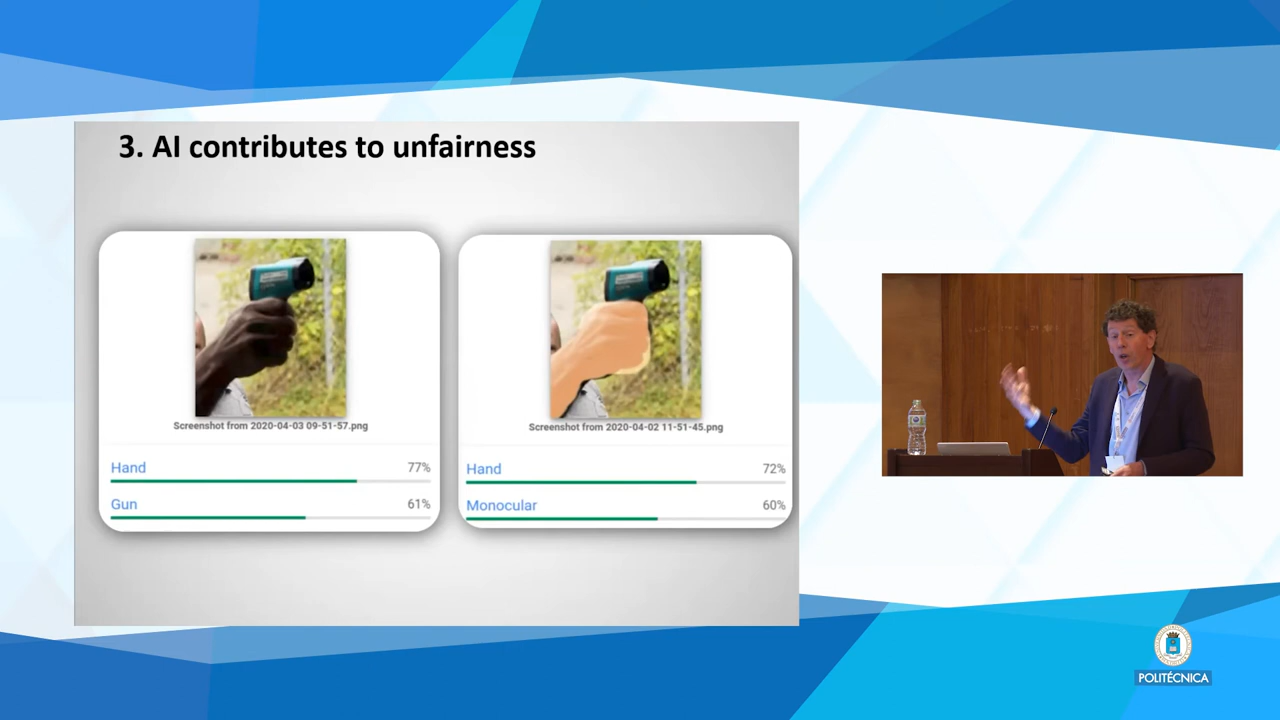 3. AI contributes to unfairness
Screenshot from 2020-04-03 09-51-57.png
Hand 77%
Gun 61%
Screenshot from 2020-04-02 11-51-45.png
Hand 72%
Monocular 60%
POLITÉCNICA